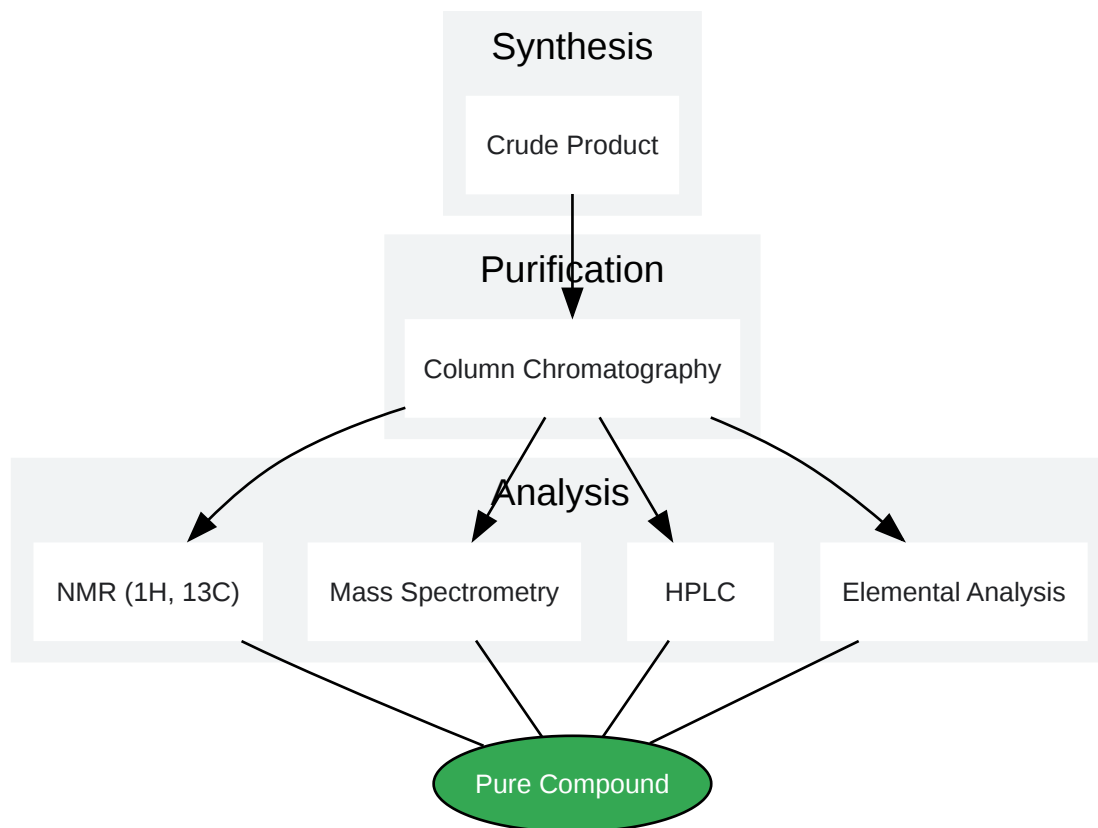 Synthesis
Crude Product
Purification
Column Chromatography
Analysis
NMR (1H, 13C)
Mass Spectrometry
HPLC
Elemental Analysis
Pure Compound